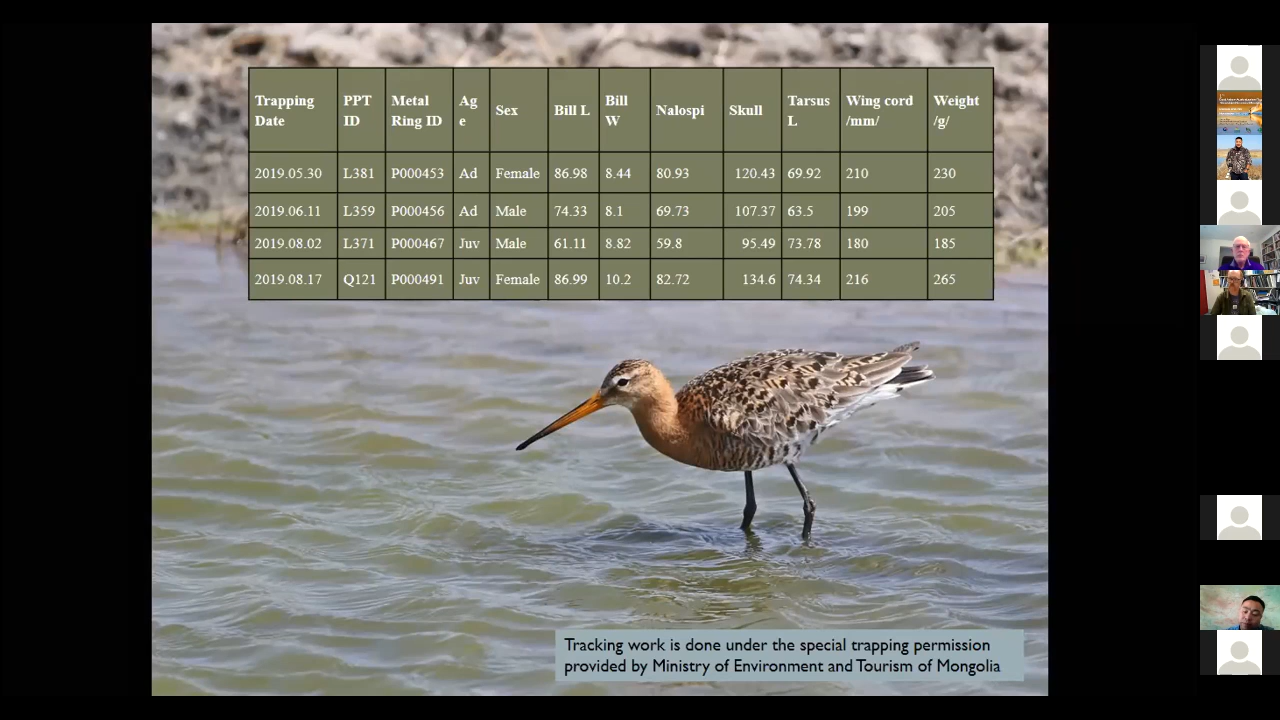 Trapping Date PPT ID Metal Ring ID Age Sex Bill L Bill W Nalospi Skull Tarsus L Wing cord /mm/ Weight /g/
2019.05.30 L381 P000453 Ad Female 86.98 8.44 80.93 120.43 69.92 210 230
2019.06.11 L359 P000456 Ad Male 74.33 8.1 69.73 107.37 63.5 199 205
2019.08.02 L371 P000467 Juv Male 61.11 8.82 59.8 95.49 73.78 180 185
2019.08.17 Q121 P000491 Juv Female 86.99 10.2 82.72 134.6 74.34 216 265
Tracking work is done under the special trapping permission
provided by Ministry of Environment and Tourism of Mongolia